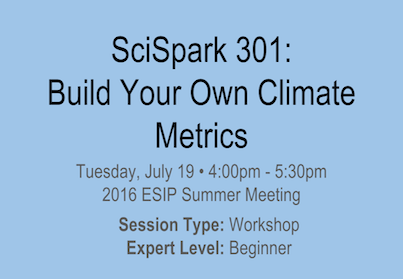 SciSpark 301:
Build Your Own Climate
Metrics
Tuesday, July 19 • 4:00pm - 5:30pm
2016 ESIP Summer Meeting
Session Type: Workshop
Expert Level: Beginner